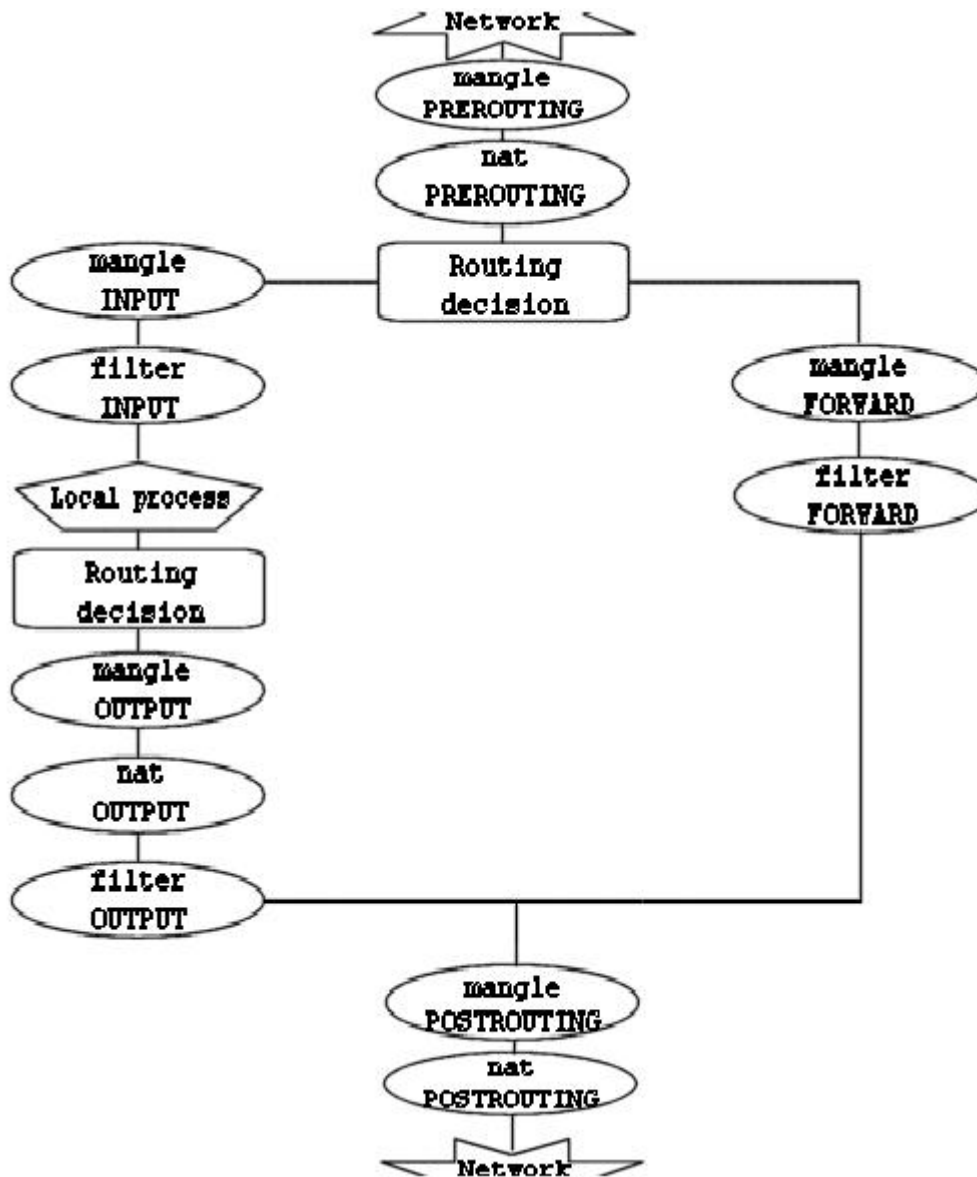 Network
mangle
PREROUTING
nat
PREROUTING
Routing
decision
mangle
INPUT
filter
INPUT
Local process
Routing
decision
mangle
OUTPUT
nat
OUTPUT
filter
OUTPUT
mangle
FORWARD
filter
FORWARD
mangle
POSTROUTING
nat
POSTROUTING
Network